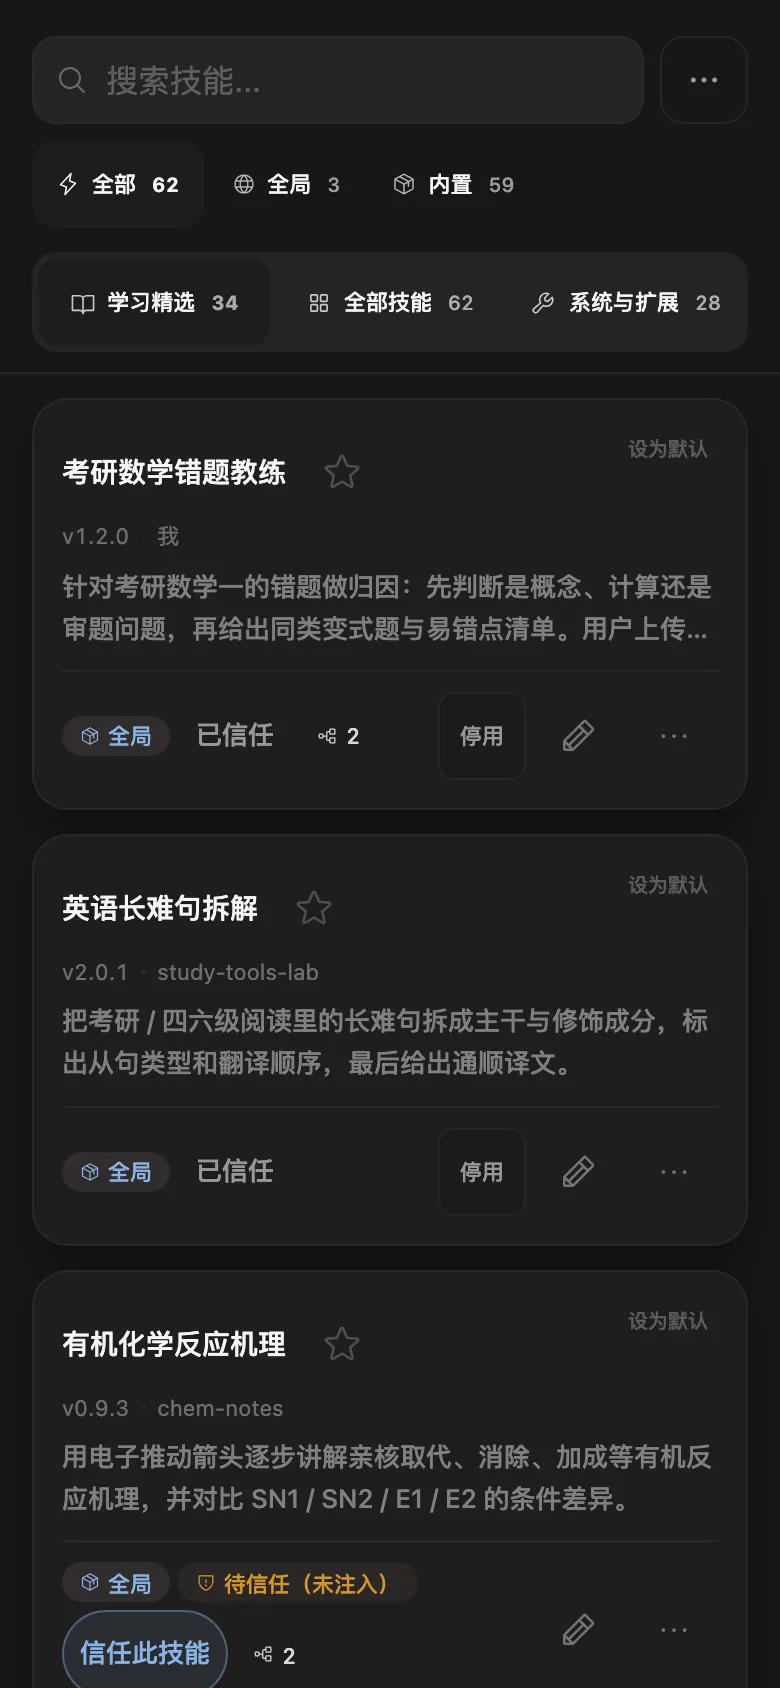 搜索技能...
全部 62 全局 3 内置 59
学习精选 34 全部技能 62 系统与扩展 28
设为默认
考研数学错题教练
v1.2.0 · 我
针对考研数学一的错题做归因：先判断是概念、计算还是
审题问题，再给出同类变式题与易错点清单。用户上传...
全局 已信任 2 停用
设为默认
英语长难句拆解
v2.0.1 · study-tools-lab
把考研 / 四六级阅读里的长难句拆成主干与修饰成分，标
出从句类型和翻译顺序，最后给出通顺译文。
全局 已信任 停用
设为默认
有机化学反应机理
v0.9.3 · chem-notes
用电子推动箭头逐步讲解亲核取代、消除、加成等有机反
应机理，并对比 SN1 / SN2 / E1 / E2 的条件差异。
全局 待信任（未注入）
信任此技能 2